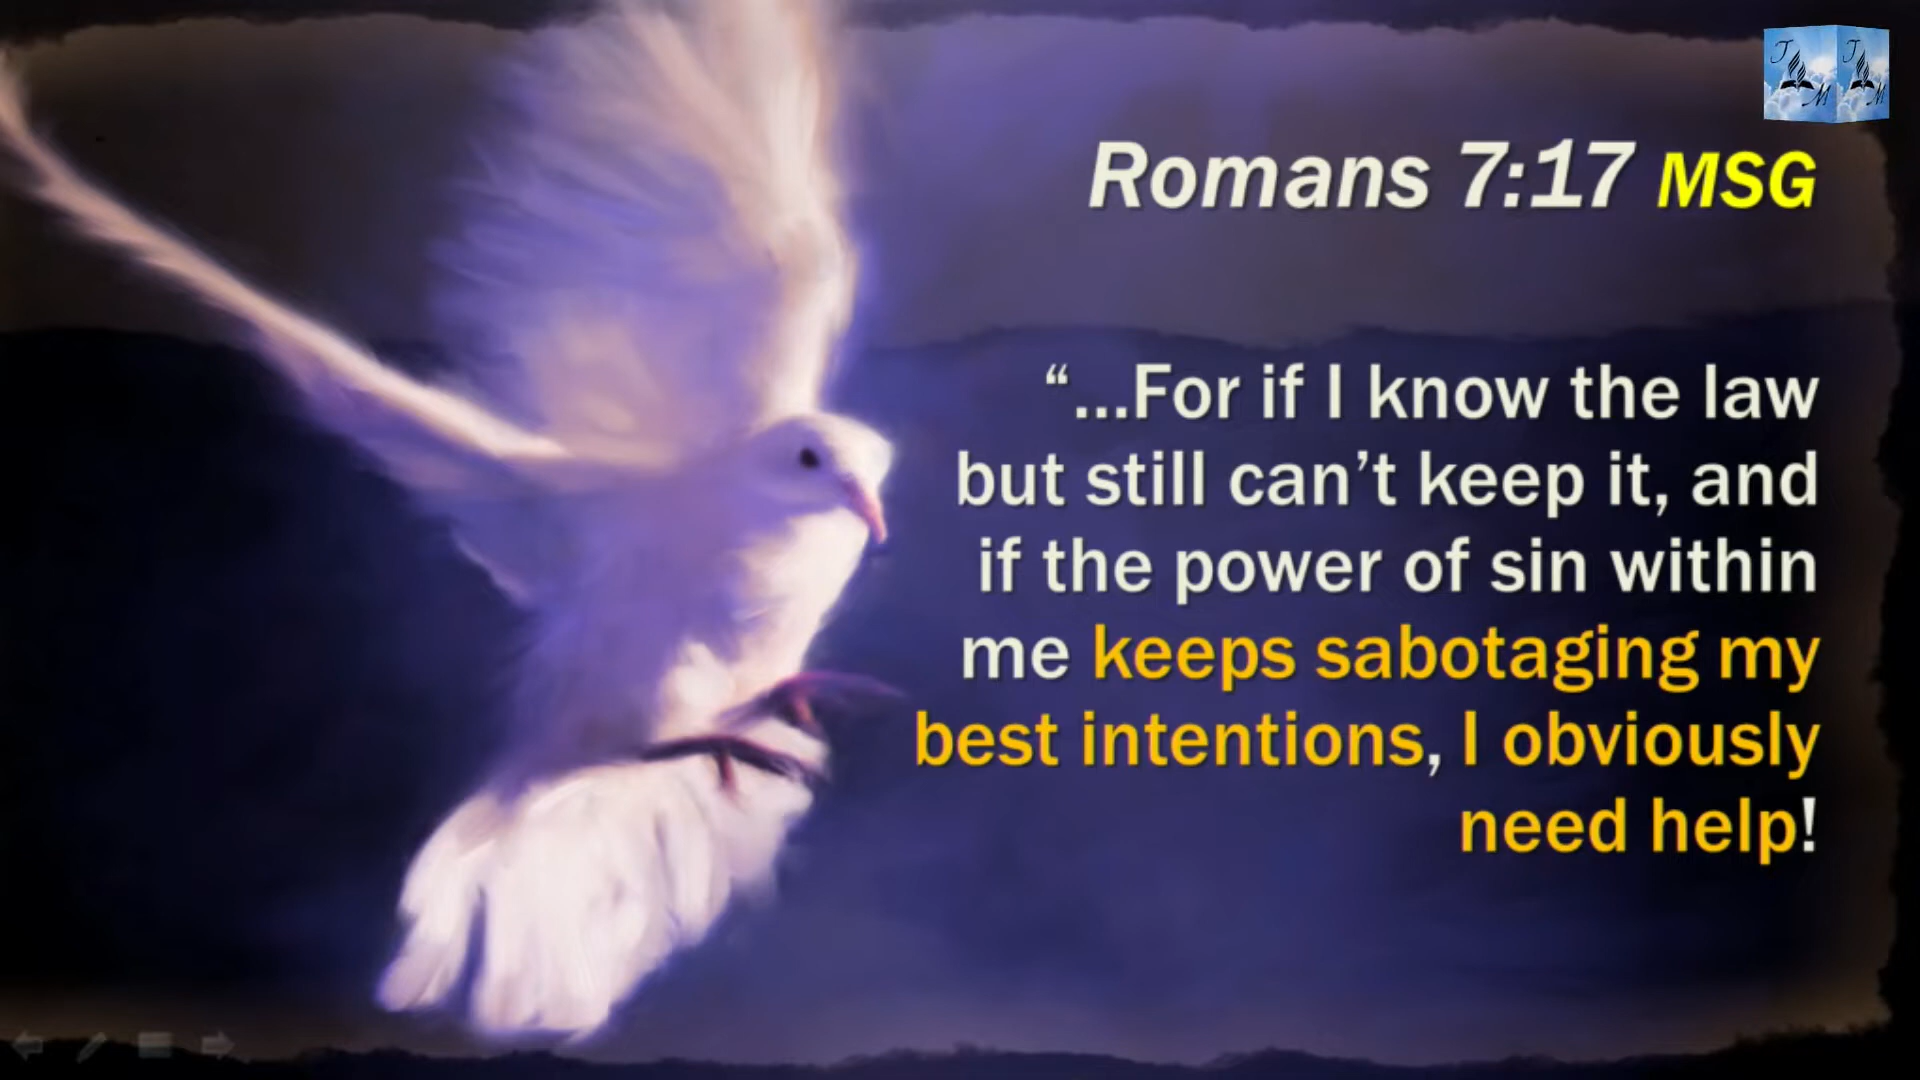 J M J M
Romans 7:17 MSG
“...For if I know the law
but still can’t keep it, and
if the power of sin within
me keeps sabotaging my
best intentions, I obviously
need help!